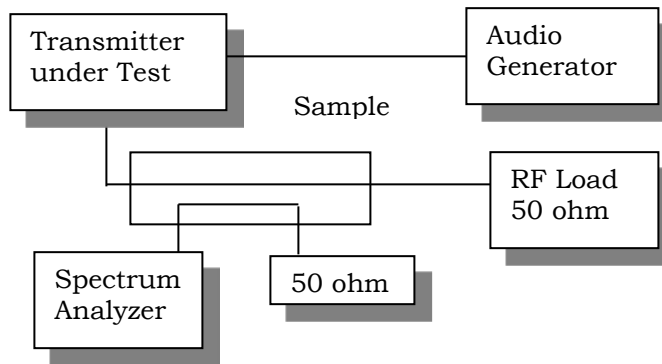 Transmitter
under Test
Audio
Generator
Sample
RF Load
50 ohm
Spectrum
Analyzer
50 ohm